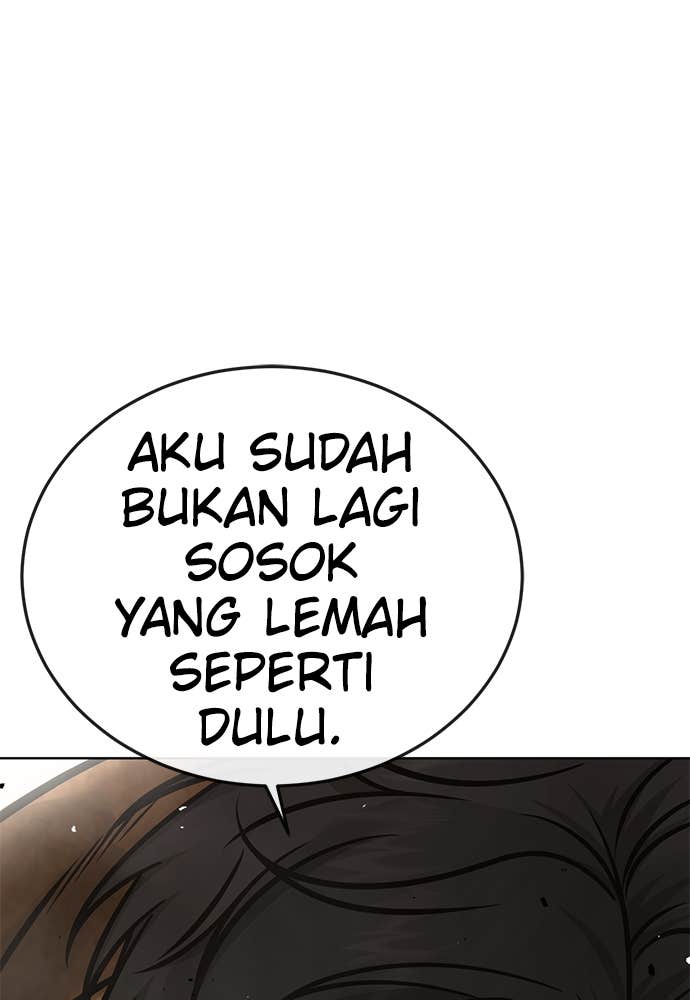 AKU SUDAH
BUKAN LAGI
SOSOK
YANG LEMAH
SEPERTI
DULU.